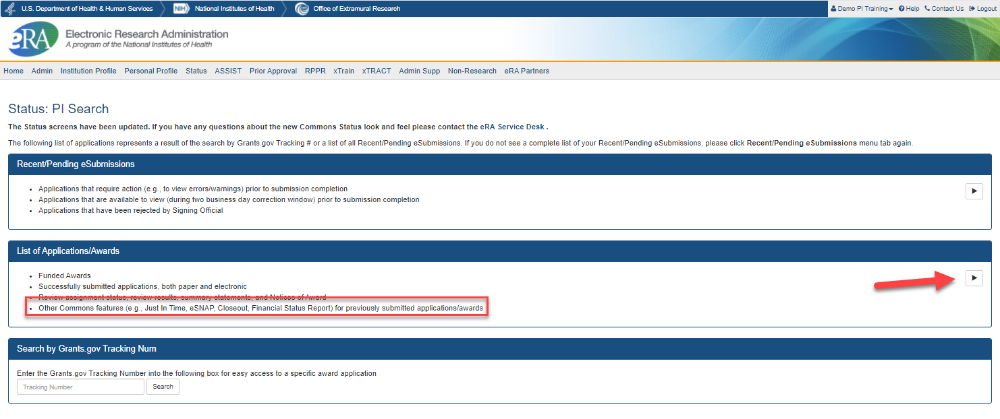 U.S. Department of Health & Human Services NIH National Institutes of Health Office of Extramural Research Demo PI Training Help Contact Us Logout
eRA Electronic Research Administration
A program of the National Institutes of Health
Home Admin Institution Profile Personal Profile Status ASSIST Prior Approval RPPR xTrain xTRACT Admin Supp Non-Research eRA Partners
Status: PI Search
The Status screens have been updated. If you have any questions about the new Commons Status look and feel please contact the eRA Service Desk .
The following list of applications represents a result of the search by Grants.gov Tracking # or a list of all Recent/Pending eSubmissions. If you do not see a complete list of your Recent/Pending eSubmissions, please click Recent/Pending eSubmissions menu tab again.
Recent/Pending eSubmissions
• Applications that require action (e.g., to view errors/warnings) prior to submission completion
• Applications that are available to view (during two business day correction window) prior to submission completion
• Applications that have been rejected by Signing Official
List of Applications/Awards
• Funded Awards
• Successfully submitted applications, both paper and electronic
• Review assignment status, review results, summary statements, and Notices of Award
• Other Commons features (e.g., Just In Time, eSNAP, Closeout, Financial Status Report) for previously submitted applications/awards
Search by Grants.gov Tracking Num
Enter the Grants.gov Tracking Number into the following box for easy access to a specific award application
Tracking Number Search